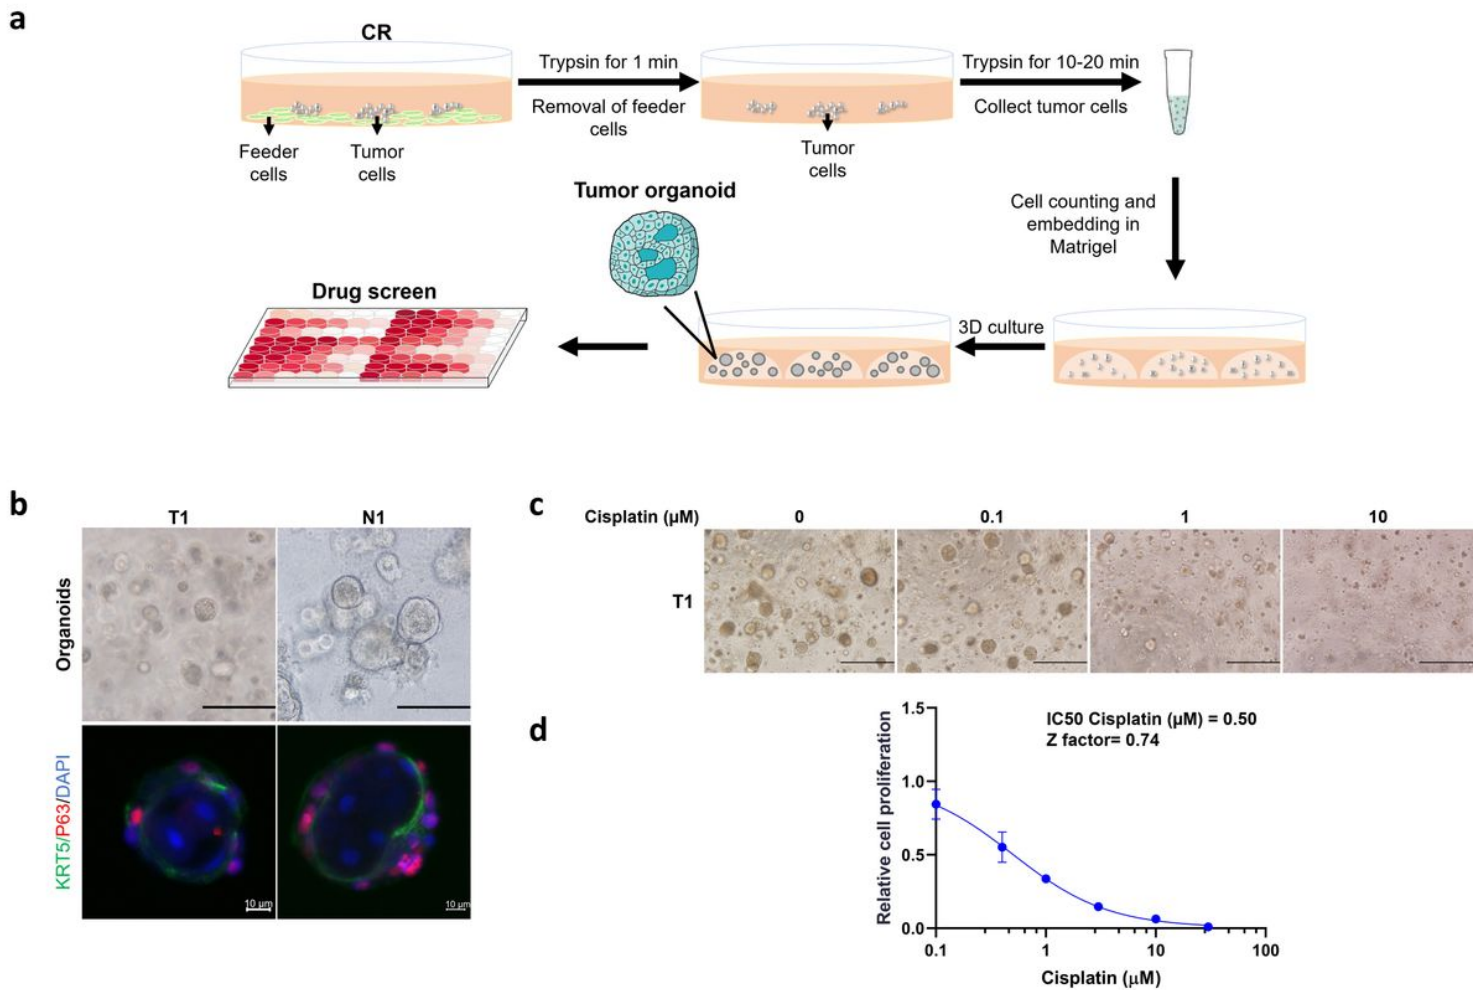 a
CR
Trypsin for 1 min
Removal of feeder
cells
Trypsin for 10-20 min
Collect tumor cells
Feeder
cells
Tumor
cells
Tumor
cells
Cell counting and
embedding in
Matrigel
Tumor organoid
3D culture
Drug screen
b
T1
N1
Organoids
KRT5/P63/DAPI
10 µm
10 µm
c
Cisplatin (µM)
0
0.1
1
10
T1
d
1.5
1.0
0.5
0.0
Relative cell proliferation
IC50 Cisplatin (µM) = 0.50
Z factor= 0.74
0.1
1
10
100
Cisplatin (µM)